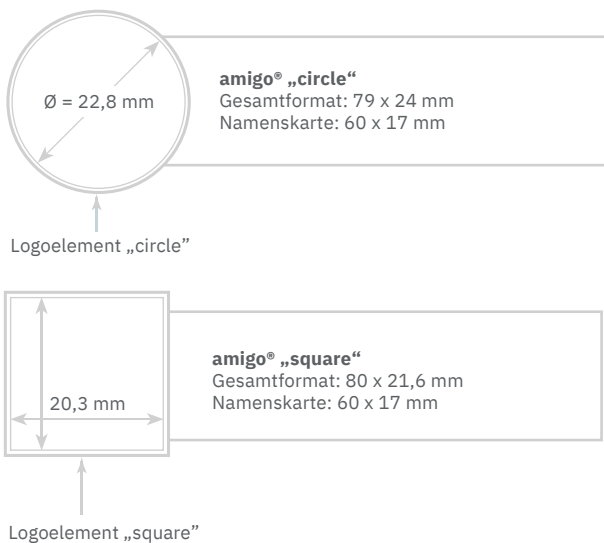 Ø = 22,8 mm
amigo® „circle“
Gesamtformat: 79 x 24 mm
Namenskarte: 60 x 17 mm
Logoelement „circle”
20,3 mm
amigo® „square“
Gesamtformat: 80 x 21,6 mm
Namenskarte: 60 x 17 mm
Logoelement „square”